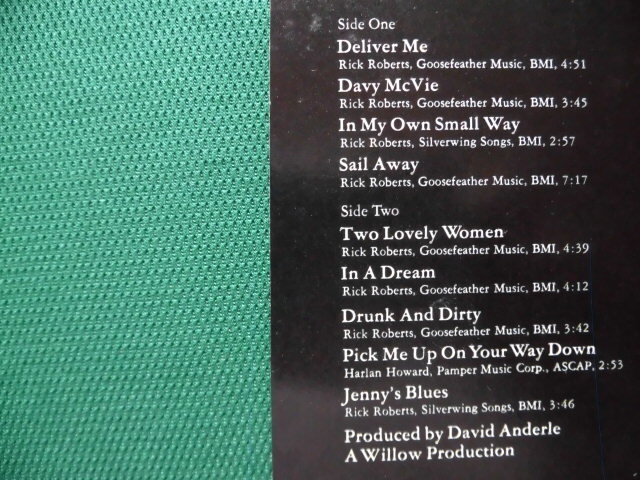 Side One
Deliver Me
Rick Roberts, Goosefeather Music, BMI, 4:51
Davy McVie
Rick Roberts, Goosefeather Music, BMI, 3:45
In My Own Small Way
Rick Roberts, Silverwing Songs, BMI, 2:57
Sail Away
Rick Roberts, Goosefeather Music, BMI, 7:17
Side Two
Two Lovely Women
Rick Roberts, Goosefeather Music, BMI, 4:39
In A Dream
Rick Roberts, Goosefeather Music, BMI, 4:12
Drunk And Dirty
Rick Roberts, Goosefeather Music, BMI, 3:42
Pick Me Up On Your Way Down
Harlan Howard, Pamper Music Corp., ASCAP, 2:53
Jenny's Blues
Rick Roberts, Silverwing Songs, BMI, 3:46
Produced by David Anderle
A Willow Production